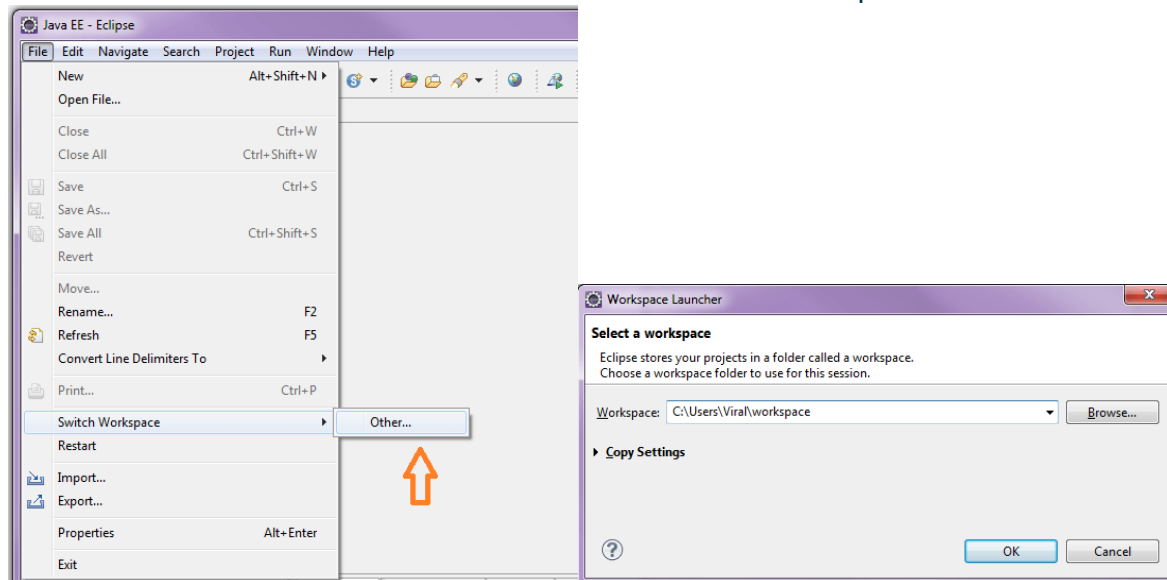 Java EE - Eclipse
File Edit Navigate Search Project Run Window Help
New Alt+Shift+N
Open File...
Close Ctrl+W
Close All Ctrl+Shift+W
Save Ctrl+S
Save As...
Save All Ctrl+Shift+S
Revert
Move...
Rename... F2
Refresh F5
Convert Line Delimiters To
Print... Ctrl+P
Switch Workspace
Other...
Restart
Import...
Export...
Properties Alt+Enter
Exit
Workspace Launcher
Select a workspace
Eclipse stores your projects in a folder called a workspace.
Choose a workspace folder to use for this session.
Workspace: C:\Users\Viral\workspace Browse...
Copy Settings
OK Cancel